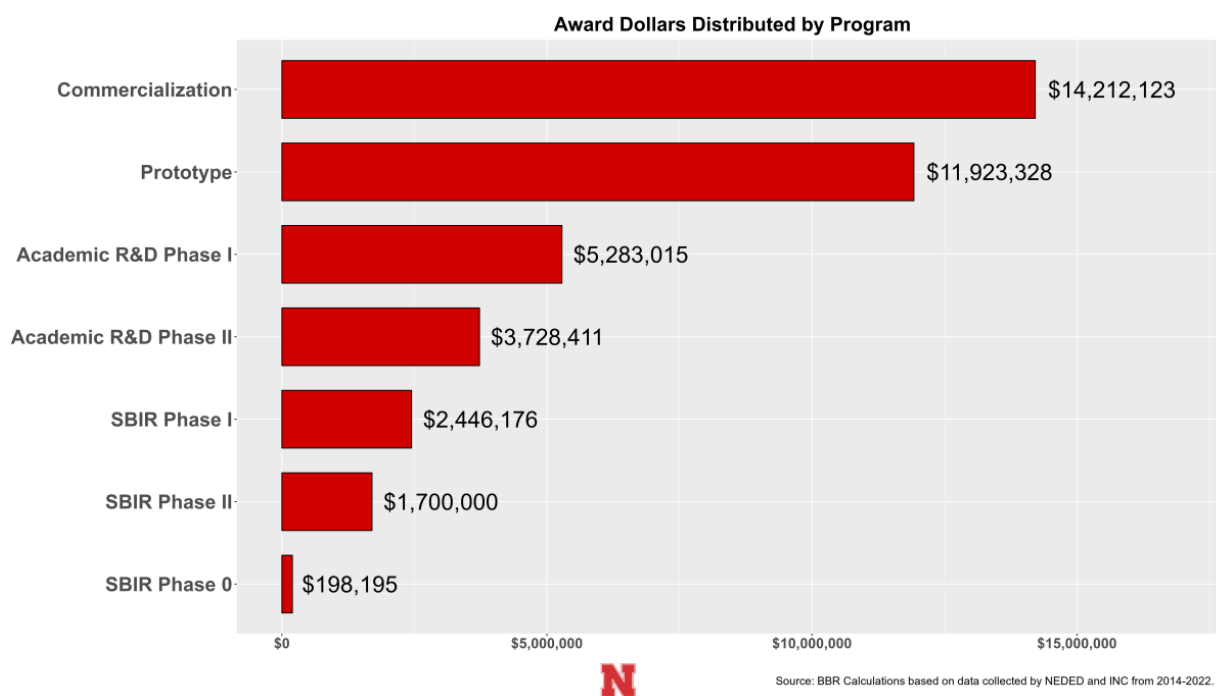 Award Dollars Distributed by Program
Commercialization
$14,212,123
Prototype
$11,923,328
Academic R&D Phase I
$5,283,015
Academic R&D Phase II
$3,728,411
SBIR Phase I
$2,446,176
SBIR Phase II
$1,700,000
SBIR Phase 0
$198,195
$0 $5,000,000 $10,000,000 $15,000,000
N
Source: BBR Calculations based on data collected by NEDED and INC from 2014-2022.